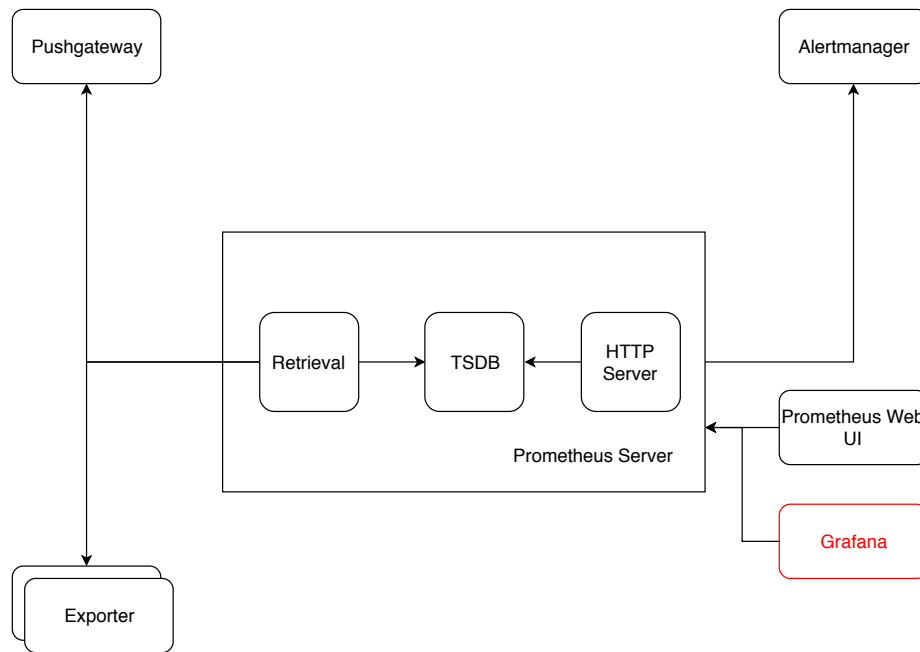 Pushgateway
Alertmanager
Retrieval
TSDB
HTTP
Server
Prometheus Server
Prometheus Web
UI
Grafana
Exporter